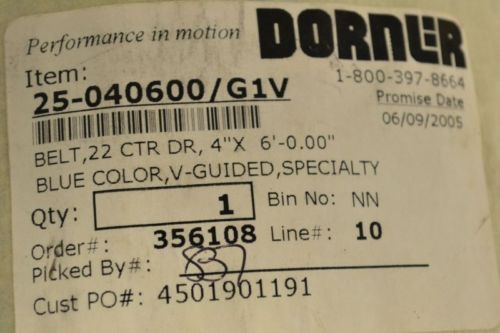 Performance in motion DORNER
Item: 1-800-397-8664
25-040600/G1V Promise Date
06/09/2005
BELT,22 CTR DR, 4"X 6'-0.00"
BLUE COLOR,V-GUIDED,SPECIALTY
Qty: 1 Bin No: NN
Order#: 356108 Line#: 10
Picked By#: 837
Cust PO#: 4501901191